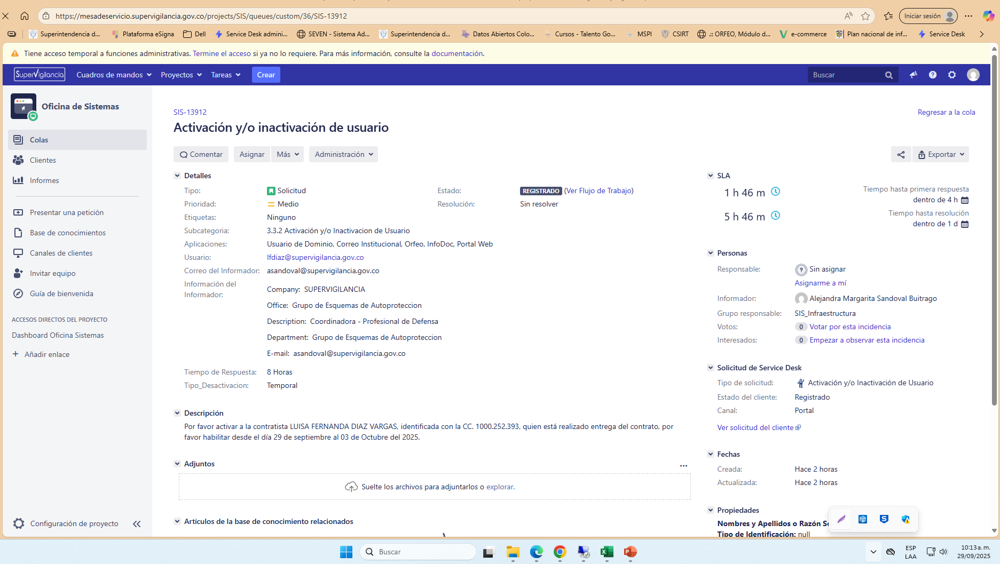 https://mesadeservicio.supervigilancia.gov.co/projects/SIS/queues/custom/36/SIS-13912
Iniciar sesión
Superintendencia d...
Plataforma eSigna
Dell
Service Desk admini...
SEVEN - Sistema Ad...
Superintendencia d...
Datos Abiertos Colo...
Cursos - Talento Go...
MSPI
CSIRT
.:: ORFEO, Módulo d...
e-commerce
Plan nacional de inf...
Service Desk
Tiene acceso temporal a funciones administrativas. Termine el acceso si ya no lo requiere. Para más información, consulte la documentación.
SuperVigilancia
Cuadros de mandos
Proyectos
Tareas
Crear
Buscar
Oficina de Sistemas
Colas
Clientes
Informes
Presentar una petición
Base de conocimientos
Canales de clientes
Invitar equipo
Guía de bienvenida
ACCESOS DIRECTOS DEL PROYECTO
Dashboard Oficina Sistemas
+ Añadir enlace
Configuración de proyecto
SIS-13912
Regresar a la cola
Activación y/o inactivación de usuario
Comentar
Asignar
Más
Administración
Exportar
Detalles
Tipo: Solicitud
Estado: REGISTRADO (Ver Flujo de Trabajo)
Prioridad: Medio
Resolución: Sin resolver
Etiquetas: Ninguno
Subcategoria: 3.3.2 Activación y/o Inactivacion de Usuario
Aplicaciones: Usuario de Dominio, Correo Institucional, Orfeo, InfoDoc, Portal Web
Usuario: lfdiaz@supervigilancia.gov.co
Correo del Informador: asandoval@supervigilancia.gov.co
Información del
Informador:
Company: SUPERVIGILANCIA
Office: Grupo de Esquemas de Autoproteccion
Description: Coordinadora - Profesional de Defensa
Department: Grupo de Esquemas de Autoproteccion
E-mail: asandoval@supervigilancia.gov.co
Tiempo de Respuesta: 8 Horas
Tipo_Desactivacion: Temporal
Descripción
Por favor activar a la contratista LUISA FERNANDA DIAZ VARGAS, identificada con la CC. 1000.252.393, quien está realizado entrega del contrato, por
favor habilitar desde el día 29 de septiembre al 03 de Octubre del 2025.
Adjuntos
Suelte los archivos para adjuntarlos o explorar.
Artículos de la base de conocimiento relacionados
SLA
1 h 46 m
Tiempo hasta primera respuesta
dentro de 4 h
5 h 46 m
Tiempo hasta resolución
dentro de 1 d
Personas
Responsable: Sin asignar
Asignarme a mí
Informador: Alejandra Margarita Sandoval Buitrago
Grupo responsable: SIS_Infraestructura
Votos: 0 Votar por esta incidencia
Interesados: 0 Empezar a observar esta incidencia
Solicitud de Service Desk
Tipo de solicitud: Activación y/o Inactivación de Usuario
Estado del cliente: Registrado
Canal: Portal
Ver solicitud del cliente
Fechas
Creada: Hace 2 horas
Actualizada: Hace 2 horas
Propiedades
Nombres y Apellidos o Razón
Tipo de Identificación: null
Buscar
ESP
LAA
10:13 a. m.
29/09/2025